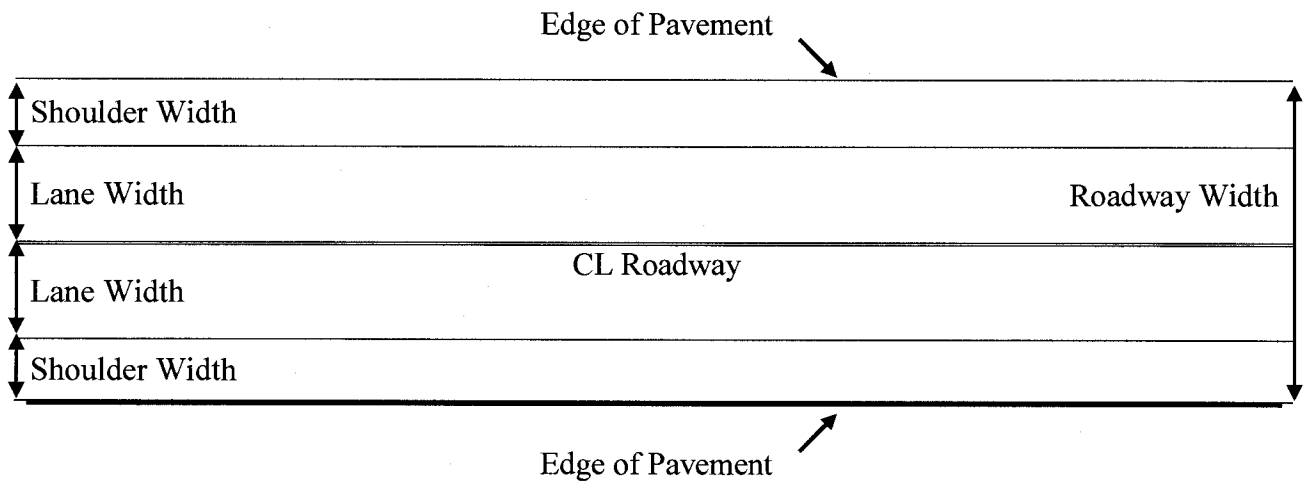 Edge of Pavement
Shoulder Width
Lane Width
Roadway Width
CL Roadway
Lane Width
Shoulder Width
Edge of Pavement